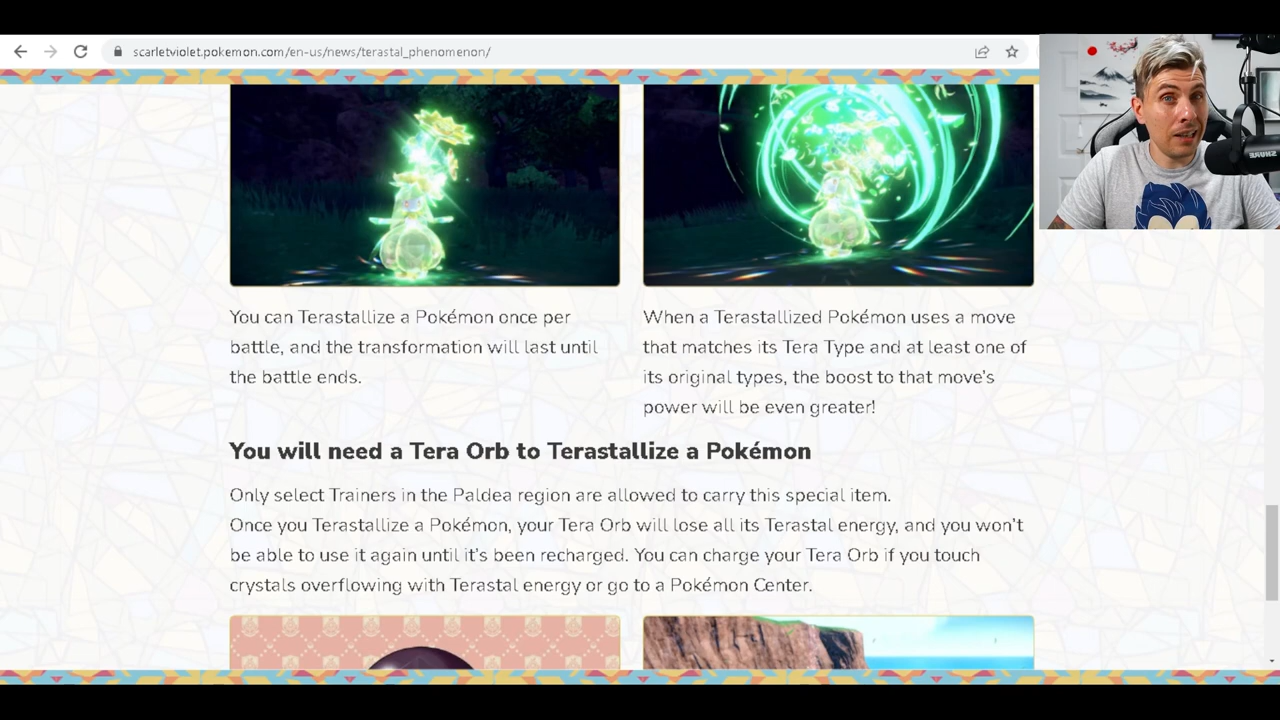 scarletviolet.pokemon.com/en-us/news/terastal_phenomenon/
You can Terastallize a Pokémon once per
battle, and the transformation will last until
the battle ends.
When a Terastallized Pokémon uses a move
that matches its Tera Type and at least one of
its original types, the boost to that move's
power will be even greater!
You will need a Tera Orb to Terastallize a Pokémon
Only select Trainers in the Paldea region are allowed to carry this special item.
Once you Terastallize a Pokémon, your Tera Orb will lose all its Terastal energy, and you won't
be able to use it again until it's been recharged. You can charge your Tera Orb if you touch
crystals overflowing with Terastal energy or go to a Pokémon Center.
SHURE